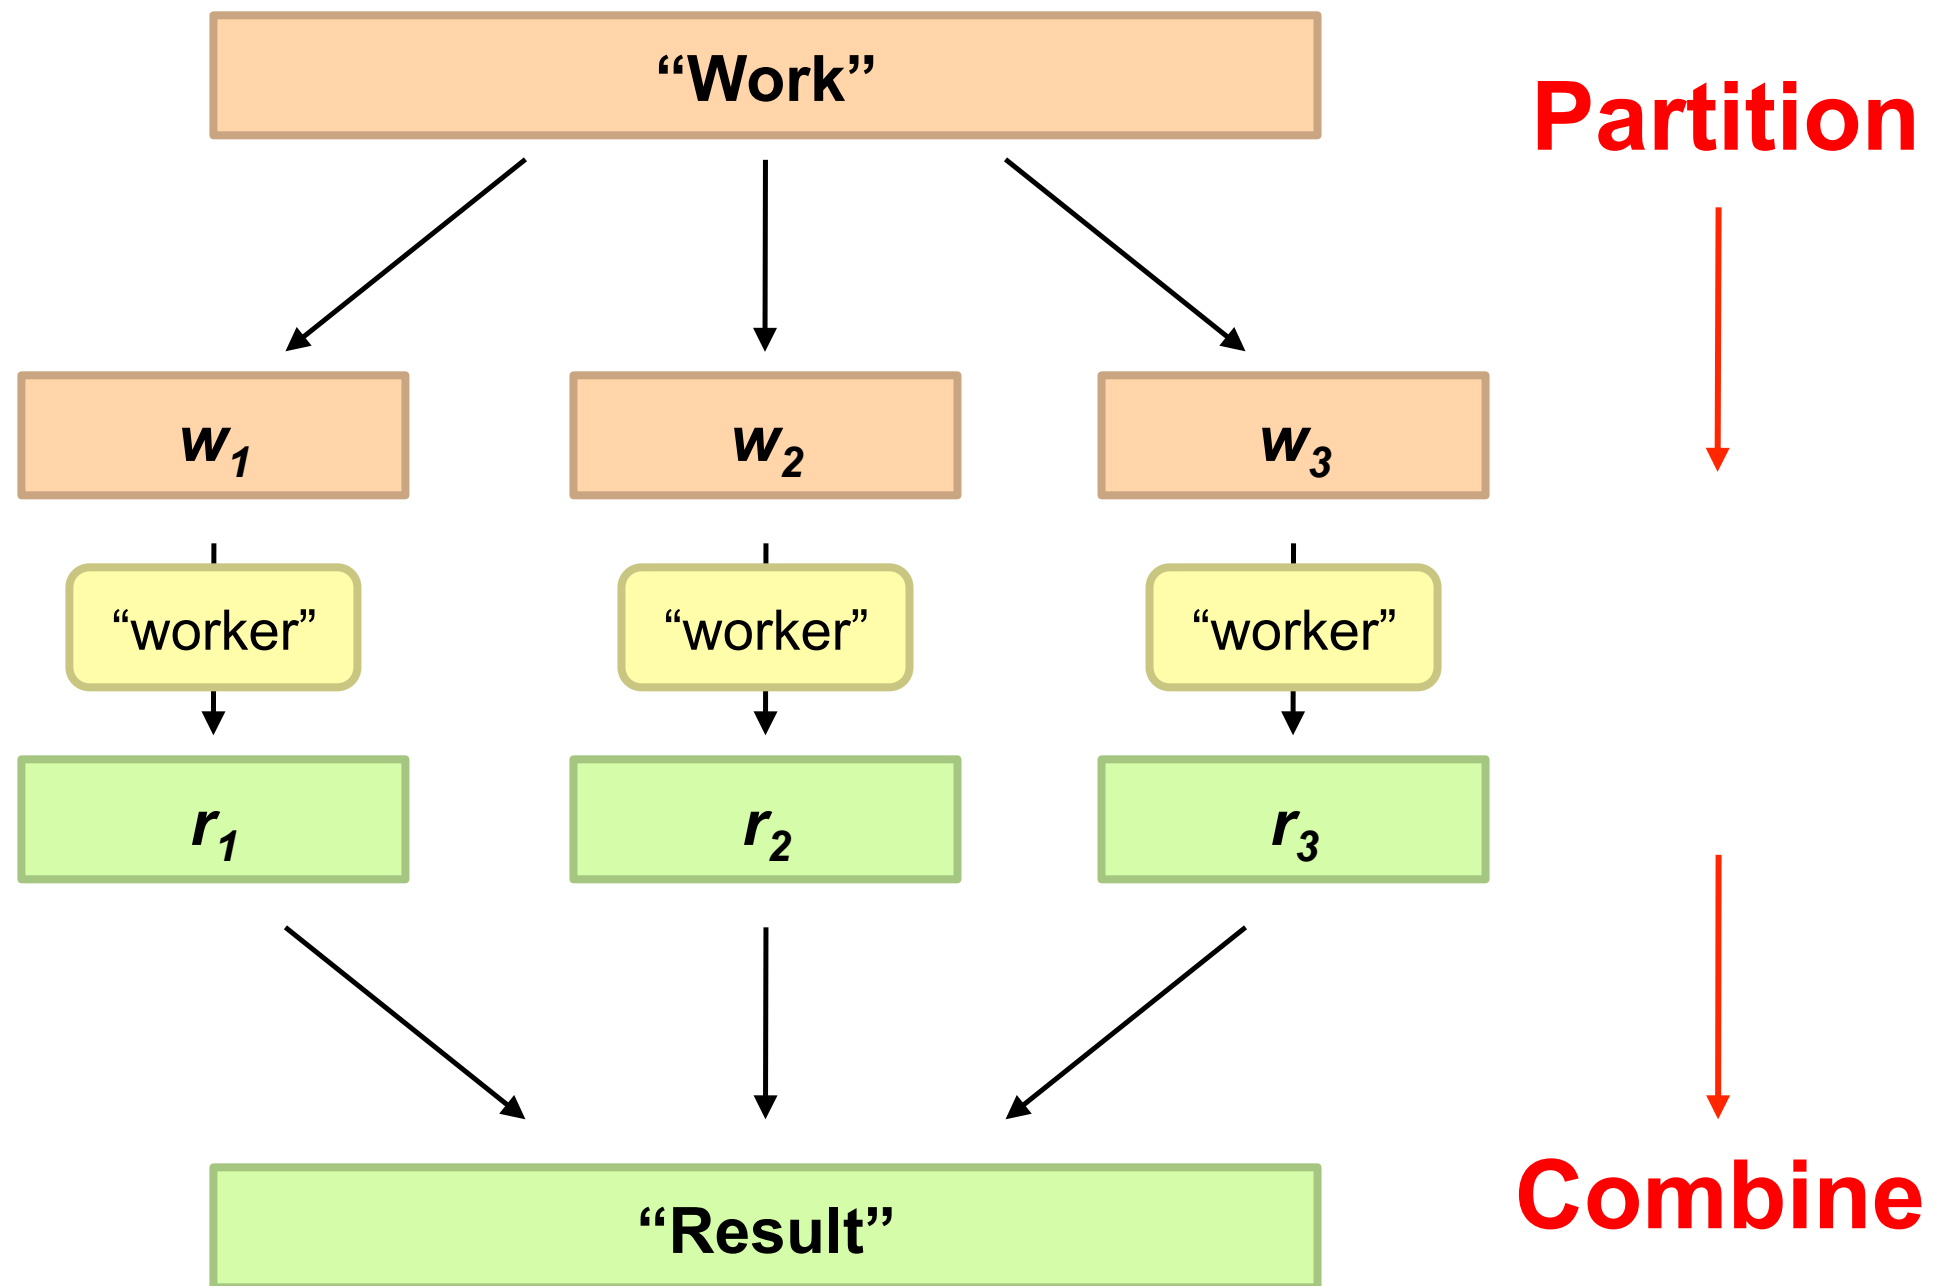 “Work”
Partition
w₁
w₂
w₃
“worker”
“worker”
“worker”
r₁
r₂
r₃
“Result”
Combine